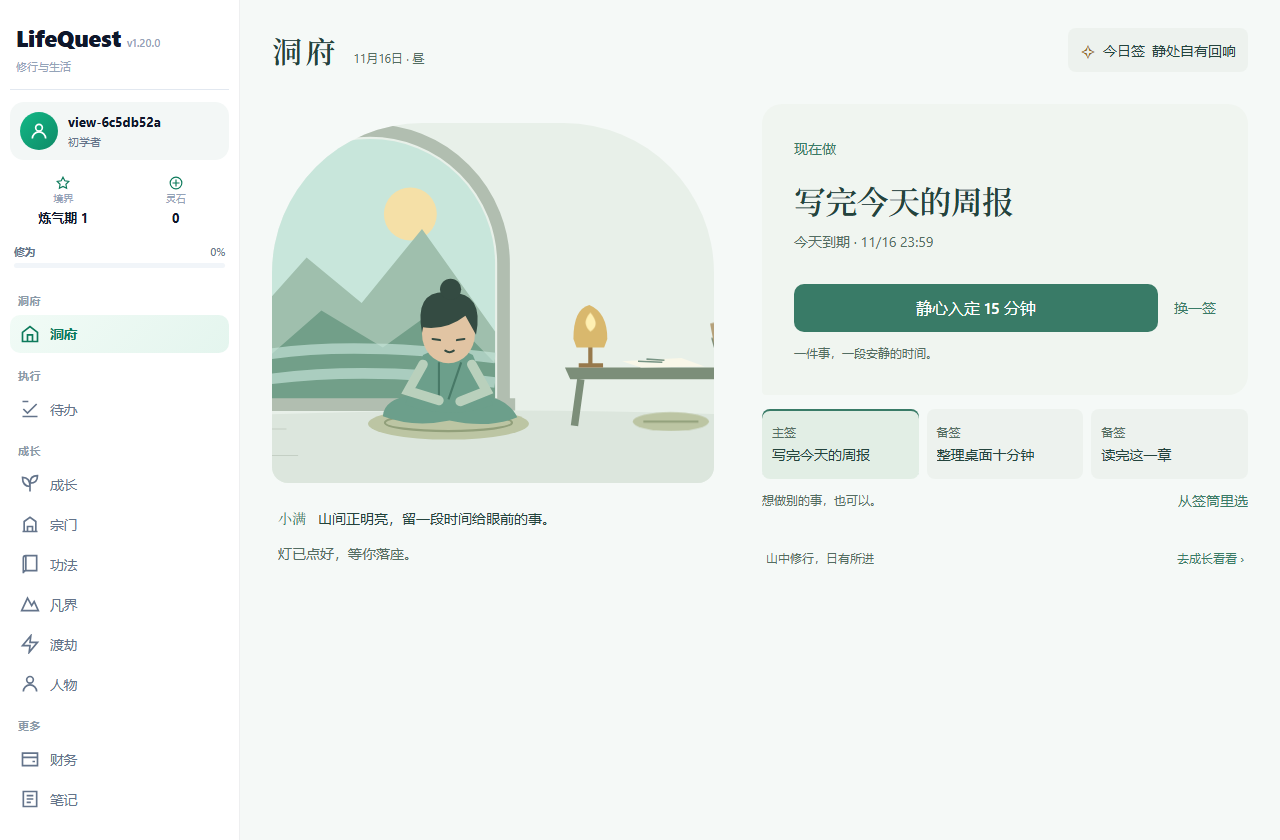 LifeQuest v1.20.0
修行与生活
view-6c5db52a
初学者
境界
炼气期 1
灵石
0
修为 0%
洞府
洞府
执行
待办
成长
成长
宗门
功法
凡界
渡劫
人物
更多
财务
笔记
洞府 11月16日 · 昼
今日签 静处自有回响
小满 山间正明亮，留一段时间给眼前的事。
灯已点好，等你落座。
现在做
写完今天的周报
今天到期 · 11/16 23:59
静心入定 15 分钟
换一签
一件事，一段安静的时间。
主签
写完今天的周报
备签
整理桌面十分钟
备签
读完这一章
想做别的事，也可以。
从签筒里选
山中修行，日有所进
去成长看看 ›